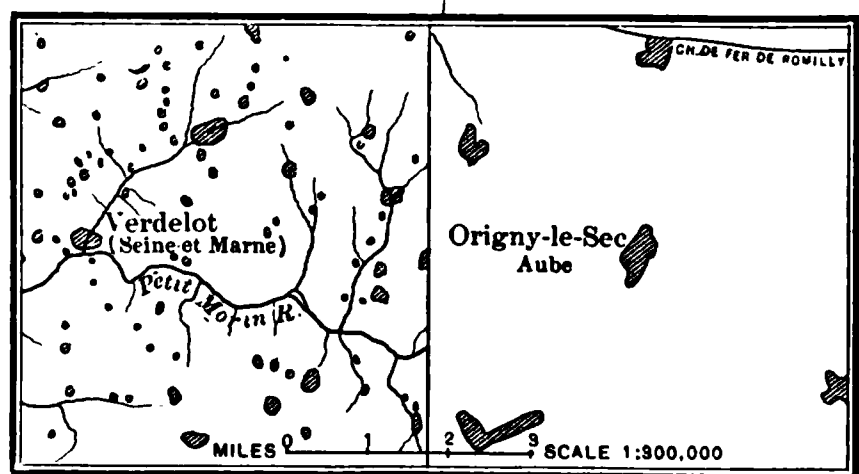 CH. DE FER DE ROMILLY
Verdelot
(Seine et Marne)
Petit Morin R.
Origny-le-Sec
Aube
MILES 0 1 2 3 SCALE 1:300,000